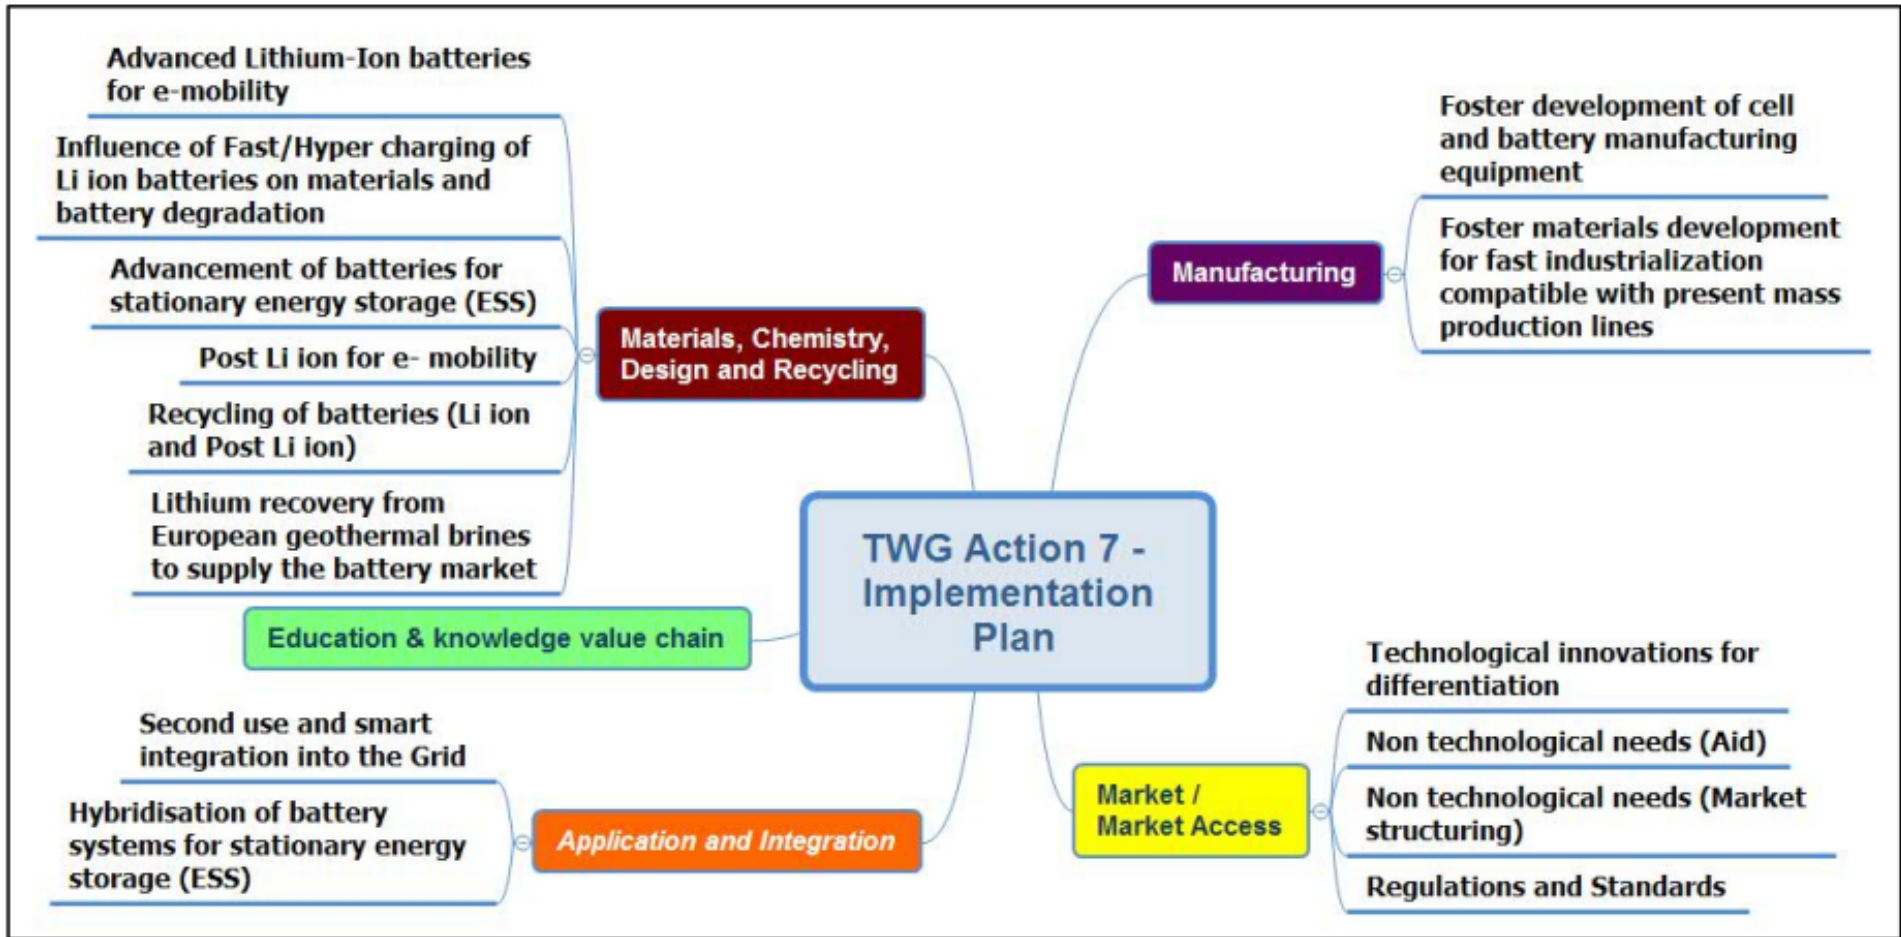 Advanced Lithium-Ion batteries
for e-mobility
Influence of Fast/Hyper charging of
Li ion batteries on materials and
battery degradation
Advancement of batteries for
stationary energy storage (ESS)
Post Li ion for e- mobility
Recycling of batteries (Li ion
and Post Li ion)
Lithium recovery from
European geothermal brines
to supply the battery market
Materials, Chemistry,
Design and Recycling
Education & knowledge value chain
Second use and smart
integration into the Grid
Hybridisation of battery
systems for stationary energy
storage (ESS)
Application and Integration
TWG Action 7 -
Implementation
Plan
Manufacturing
Foster development of cell
and battery manufacturing
equipment
Foster materials development
for fast industrialization
compatible with present mass
production lines
Market /
Market Access
Technological innovations for
differentiation
Non technological needs (Aid)
Non technological needs (Market
structuring)
Regulations and Standards